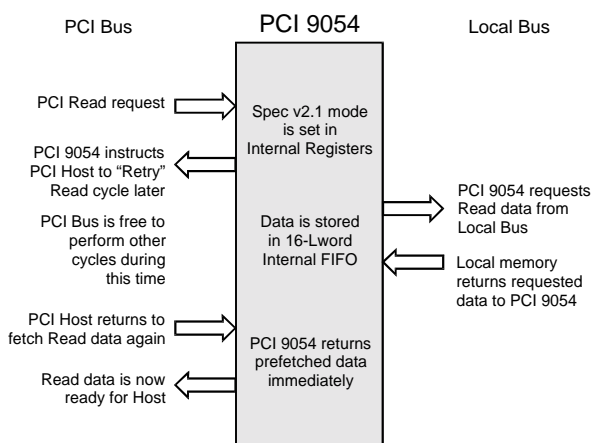 PCI Bus
PCI 9054
Local Bus
PCI Read request
Spec v2.1 mode
is set in
Internal Registers
PCI 9054 instructs
PCI Host to “Retry”
Read cycle later
PCI 9054 requests
Read data from
Local Bus
PCI Bus is free to
perform other
cycles during
this time
Data is stored
in 16-Lword
Internal FIFO
Local memory
returns requested
data to PCI 9054
PCI Host returns to
fetch Read data again
PCI 9054 returns
prefetched data
immediately
Read data is now
ready for Host